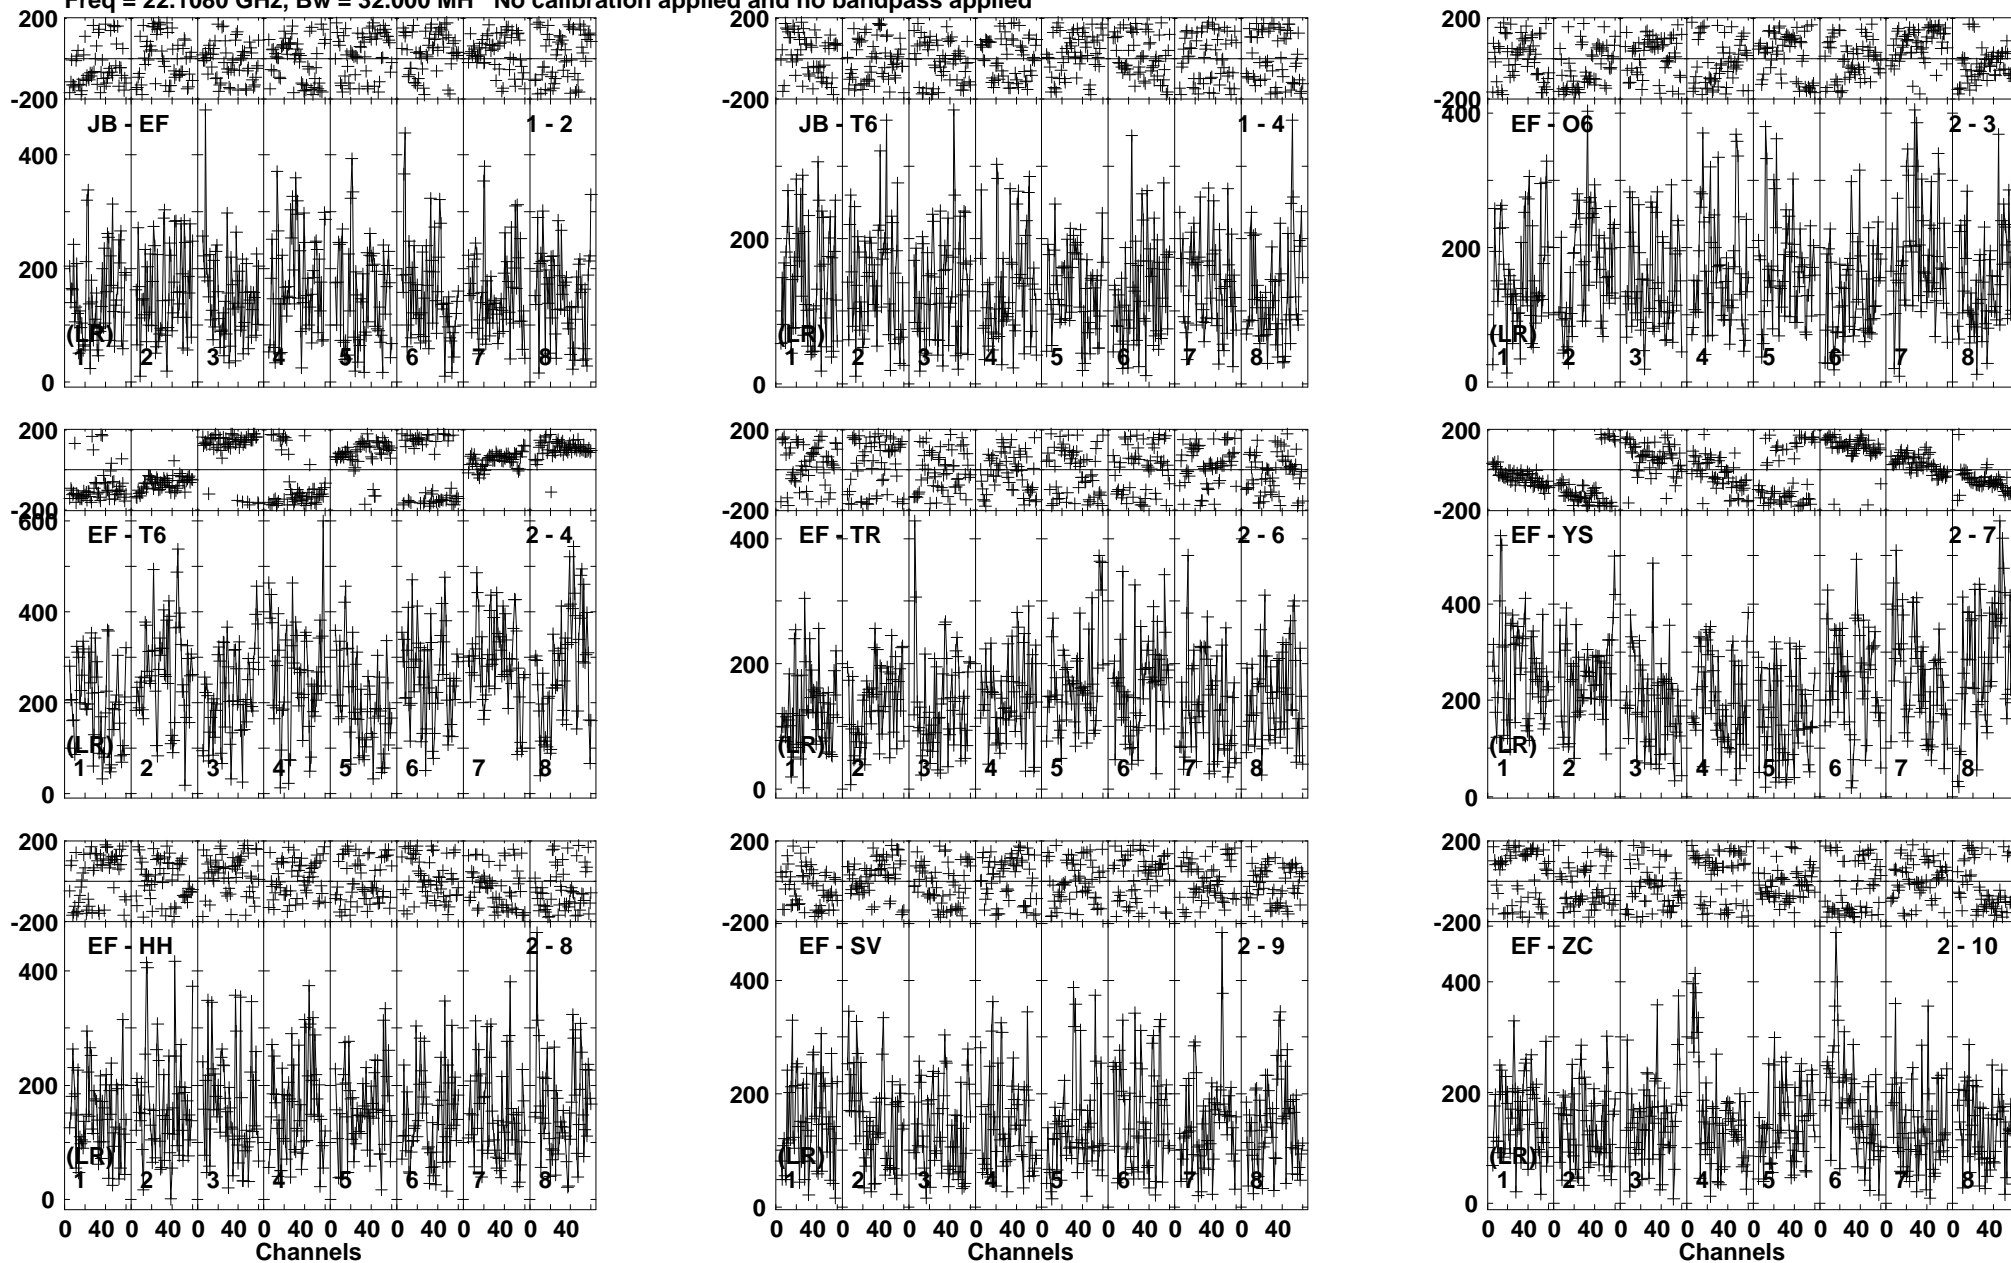 Freq = 22.1080 GHz, Bw = 32.000 MH No calibration applied and no bandpass applied
200
-200
JB - EF 1 - 2
400
200
0
(LR)
1 2 3 4 5 6 7 8
200
-200
JB - T6 1 - 4
200
0
(LR)
1 2 3 4 5 6 7 8
200
-200
400
EF - O6 2 - 3
200
0
(LR)
1 2 3 4 5 6 7 8
200
-200
600
EF - T6 2 - 4
400
200
0
(LR)
1 2 3 4 5 6 7 8
200
-200
EF - TR 2 - 6
400
200
0
(LR)
1 2 3 4 5 6 7 8
200
-200
EF - YS 2 - 7
400
200
0
(LR)
1 2 3 4 5 6 7 8
200
-200
EF - HH 2 - 8
400
200
0
(LR)
1 2 3 4 5 6 7 8
0 40 0 40 0 40 0 40 0 40 0 40 0 40 0 40
Channels
200
-200
EF - SV 2 - 9
400
200
0
(LR)
1 2 3 4 5 6 7 8
0 40 0 40 0 40 0 40 0 40 0 40 0 40 0 40
Channels
200
-200
EF - ZC 2 - 10
400
200
0
(LR)
1 2 3 4 5 6 7 8
0 40 0 40 0 40 0 40 0 40 0 40 0 40 0 40
Channels